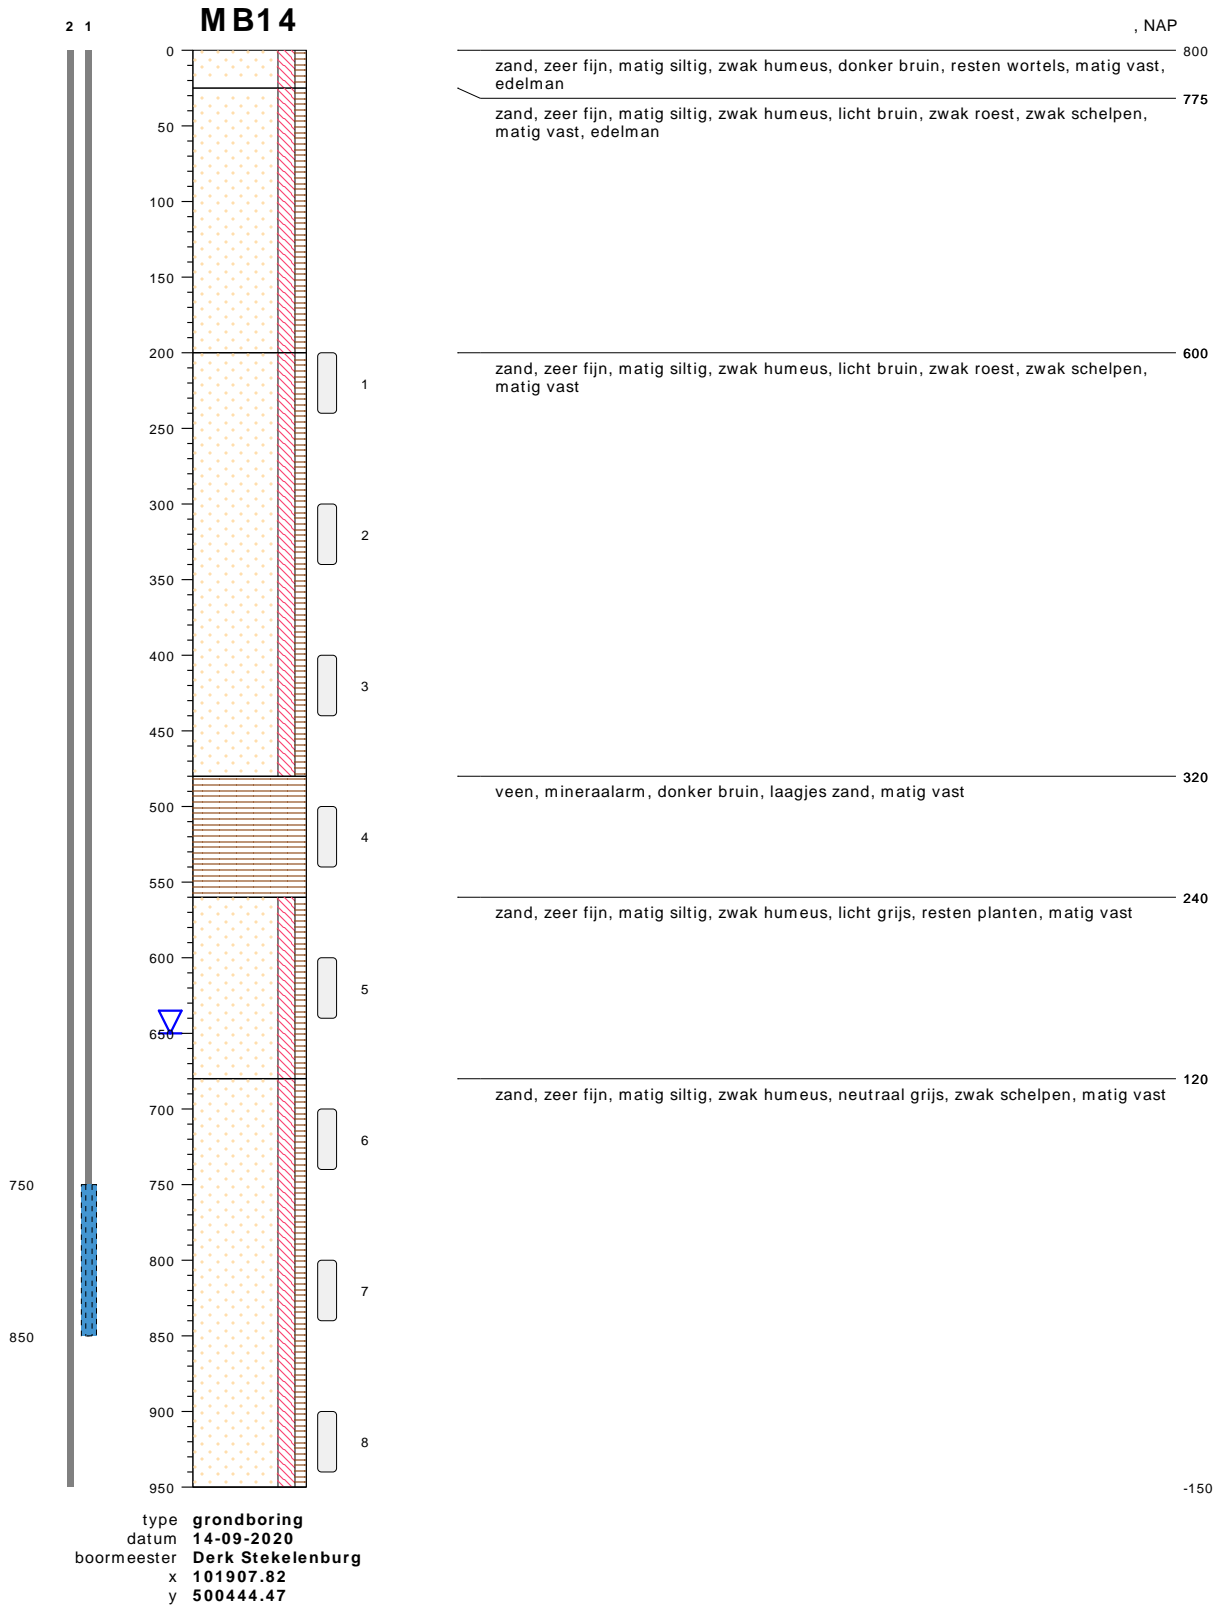 MB14
2 1
, NAP
0
800
zand, zeer fijn, matig siltig, zwak humeus, donker bruin, resten wortels, matig vast,
edelman
775
zand, zeer fijn, matig siltig, zwak humeus, licht bruin, zwak roest, zwak schelpen,
matig vast, edelman
50
100
150
200
600
zand, zeer fijn, matig siltig, zwak humeus, licht bruin, zwak roest, zwak schelpen,
matig vast
1
250
300
2
350
400
3
450
320
veen, mineraalarm, donker bruin, laagjes zand, matig vast
500
4
550
240
zand, zeer fijn, matig siltig, zwak humeus, licht grijs, resten planten, matig vast
600
5
650
120
zand, zeer fijn, matig siltig, zwak humeus, neutraal grijs, zwak schelpen, matig vast
700
6
750
750
800
7
850
850
900
8
950
-150
type grondboring
datum 14-09-2020
boormeester Derk Stekelenburg
x 101907.82
y 500444.47